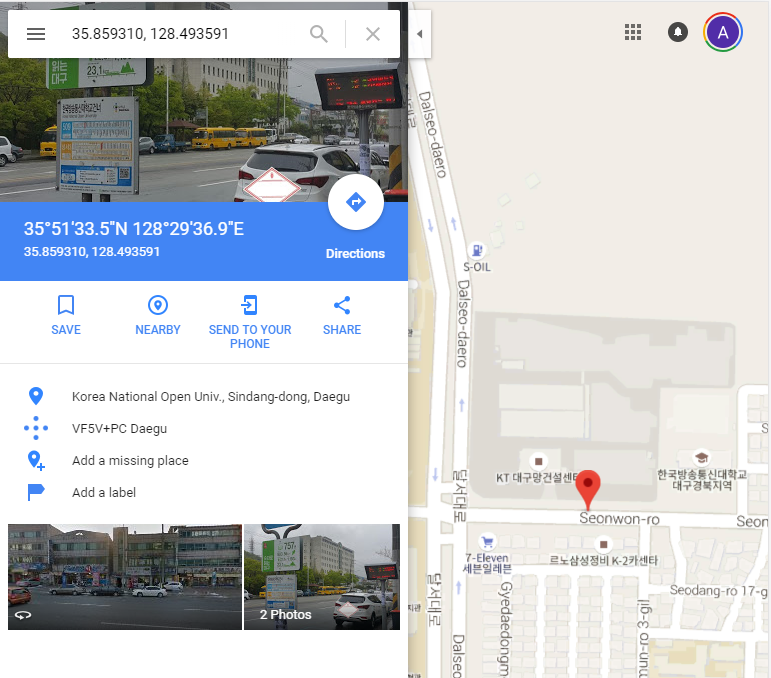 35.859310, 128.493591
23.1
35°51'33.5"N 128°29'36.9"E
35.859310, 128.493591
Directions
SAVE
NEARBY
SEND TO YOUR
PHONE
SHARE
Korea National Open Univ., Sindang-dong, Daegu
VF5V+PC Daegu
Add a missing place
Add a label
757
2 Photos
A
Dalseo-daero
S-OIL
Dalseo-daero
KT 대구망건설센터
한국방송통신대학교
대구경북지역
달서대로
Seonwon-ro
Seon
7-Eleven
세븐일레븐
르노삼성정비 K-2카센타
달서대로
Gyedaedongm
Seodang-ro 17-g
mun-ro 3-gil
Dalseo